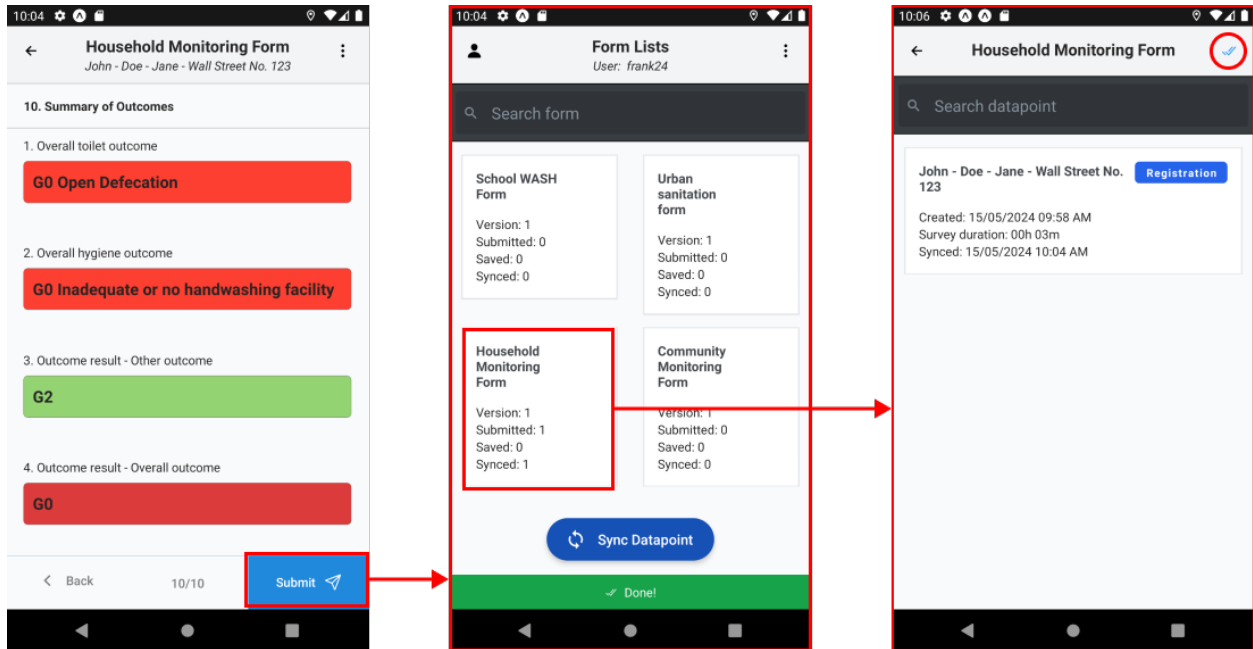 10:04
Household Monitoring Form
John - Doe - Jane - Wall Street No. 123
10. Summary of Outcomes
1. Overall toilet outcome
G0 Open Defecation
2. Overall hygiene outcome
G0 Inadequate or no handwashing facility
3. Outcome result - Other outcome
G2
4. Outcome result - Overall outcome
G0
Back
10/10
Submit
10:04
Form Lists
User: frank24
Search form
School WASH
Form
Version: 1
Submitted: 0
Saved: 0
Synced: 0
Urban
sanitation
form
Version: 1
Submitted: 0
Saved: 0
Synced: 0
Household
Monitoring
Form
Version: 1
Submitted: 1
Saved: 0
Synced: 1
Community
Monitoring
Form
Version: 1
Submitted: 0
Saved: 0
Synced: 0
Sync Datapoint
Done!
10:06
Household Monitoring Form
Search datapoint
John - Doe - Jane - Wall Street No.
123
Registration
Created: 15/05/2024 09:58 AM
Survey duration: 00h 03m
Synced: 15/05/2024 10:04 AM